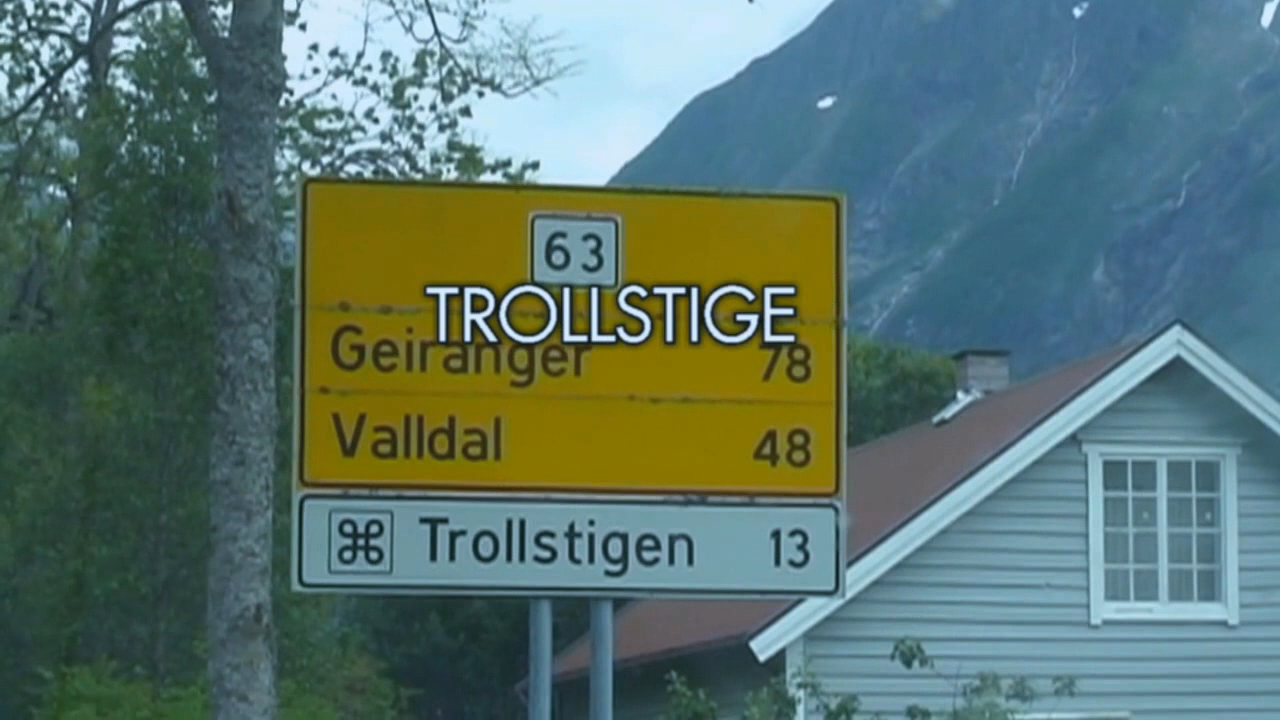 63
TROLLSTIGE
Geiranger 78
Valldal 48
⌘ Trollstigen 13